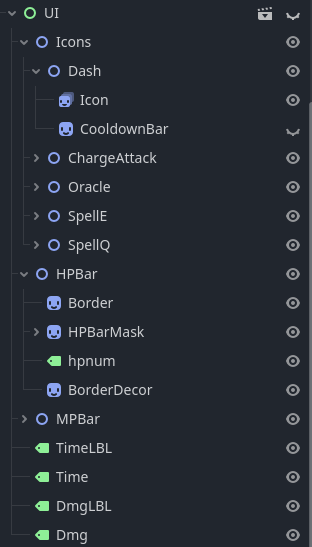 UI
Icons
Dash
Icon
CooldownBar
ChargeAttack
Oracle
SpellE
SpellQ
HPBar
Border
HPBarMask
hpnum
BorderDecor
MPBar
TimeLBL
Time
DmgLBL
Dmg